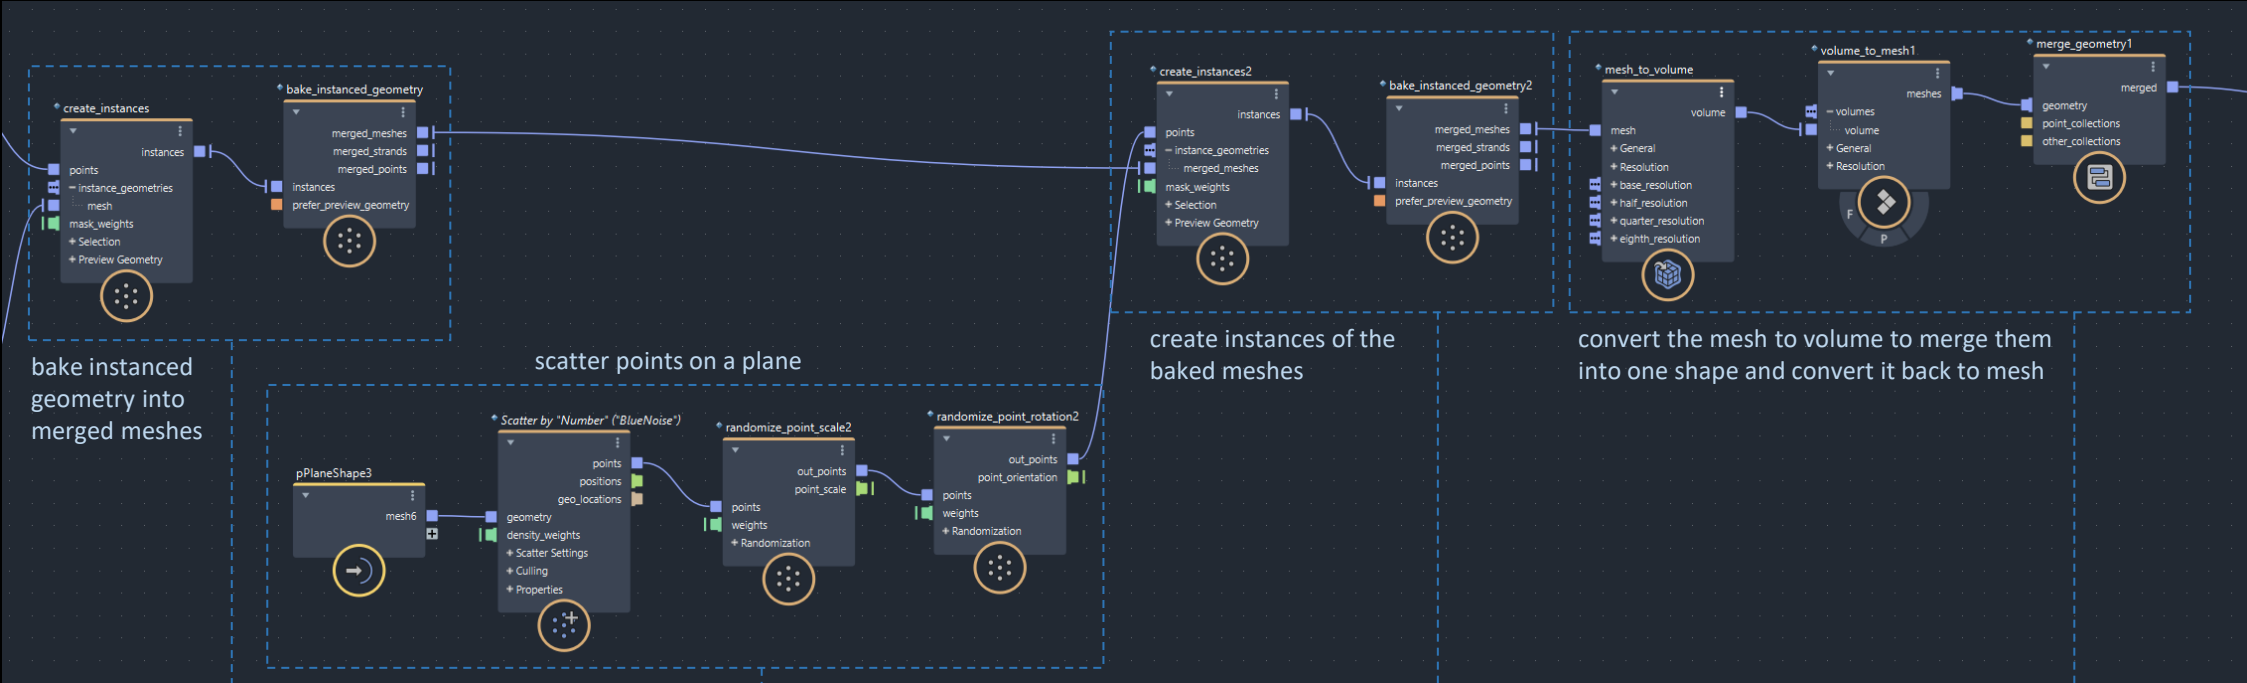 create_instances
instances
points
instance_geometries
mesh
mask_weights
+ Selection
+ Preview Geometry
bake_instanced_geometry
merged_meshes
merged_strands
merged_points
instances
prefer_preview_geometry
bake instanced
geometry into
merged meshes
scatter points on a plane
pPlaneShape3
mesh6
Scatter by "Number" ("BlueNoise")
points
positions
geo_locations
geometry
density_weights
+ Scatter Settings
+ Culling
+ Properties
randomize_point_scale2
out_points
point_scale
points
weights
+ Randomization
randomize_point_rotation2
out_points
point_orientation
points
weights
+ Randomization
create_instances2
instances
points
instance_geometries
merged_meshes
mask_weights
+ Selection
+ Preview Geometry
bake_instanced_geometry2
merged_meshes
merged_strands
merged_points
instances
prefer_preview_geometry
create instances of the
baked meshes
mesh_to_volume
volume
mesh
+ General
+ Resolution
+ base_resolution
+ half_resolution
+ quarter_resolution
+ eighth_resolution
volume_to_mesh1
meshes
volumes
volume
+ General
+ Resolution
F
P
merge_geometry1
merged
geometry
point_collections
other_collections
convert the mesh to volume to merge them
into one shape and convert it back to mesh